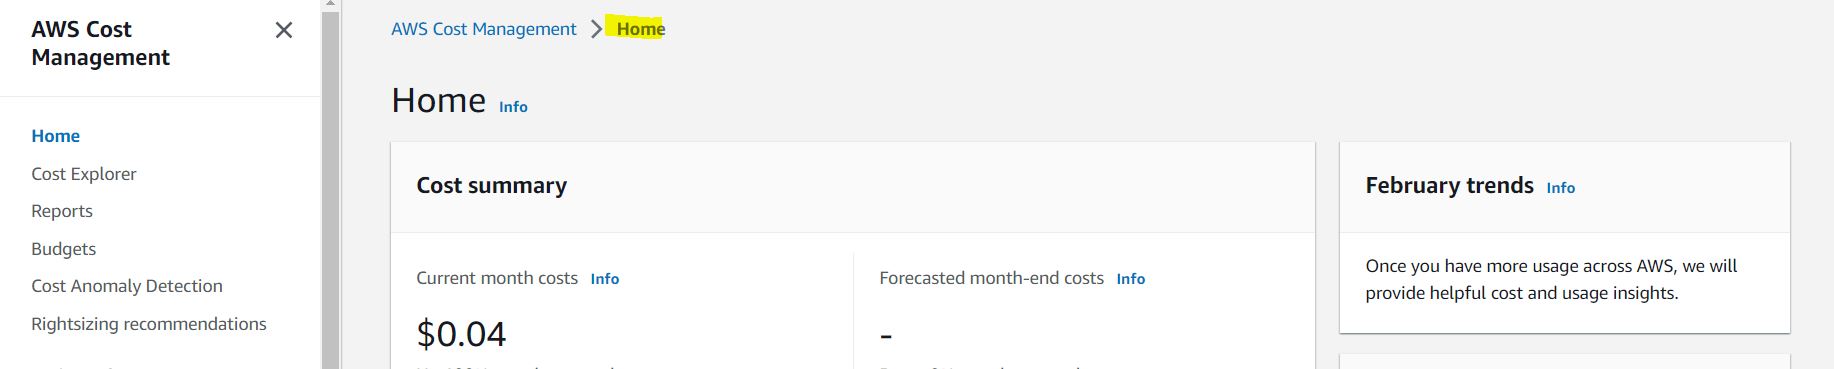 AWS Cost
Management
Home
Cost Explorer
Reports
Budgets
Cost Anomaly Detection
Rightsizing recommendations
AWS Cost Management > Home
Home Info
Cost summary
Current month costs Info
$0.04
Forecasted month-end costs Info
-
February trends Info
Once you have more usage across AWS, we will
provide helpful cost and usage insights.